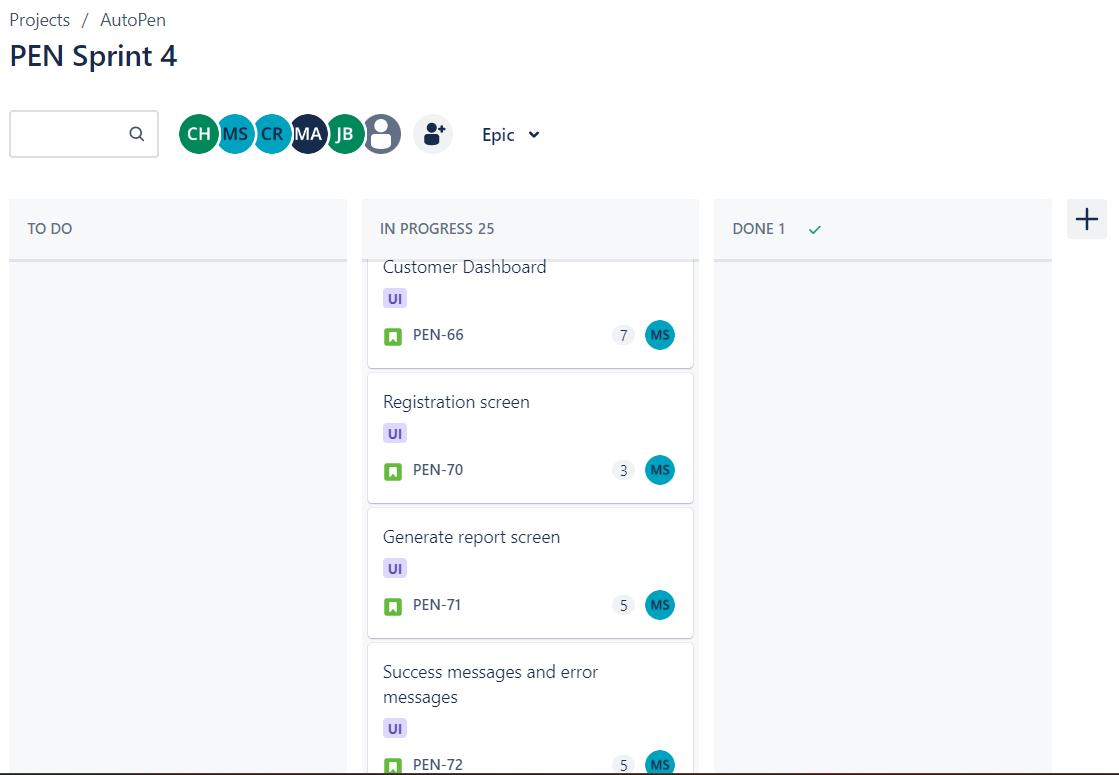 Projects / AutoPen
PEN Sprint 4
CH MS CR MA JB Epic
TO DO
IN PROGRESS 25
DONE 1
Customer Dashboard
UI
PEN-66 7 MS
Registration screen
UI
PEN-70 3 MS
Generate report screen
UI
PEN-71 5 MS
Success messages and error
messages
UI
PEN-72 5 MS